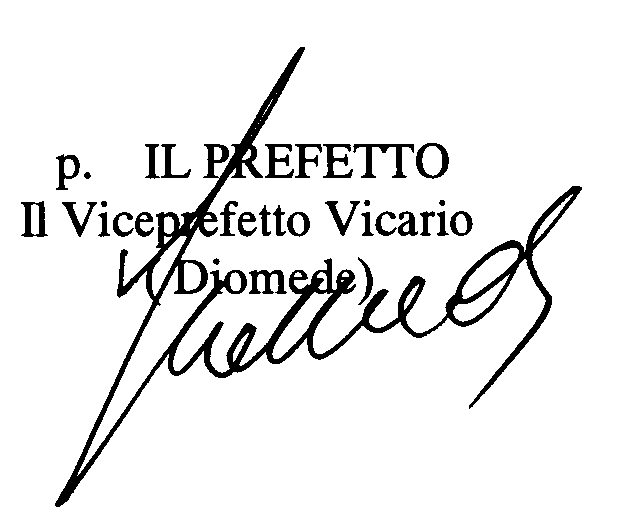 p. IL PREFETTO
Il Viceprefetto Vicario
(Diomede)